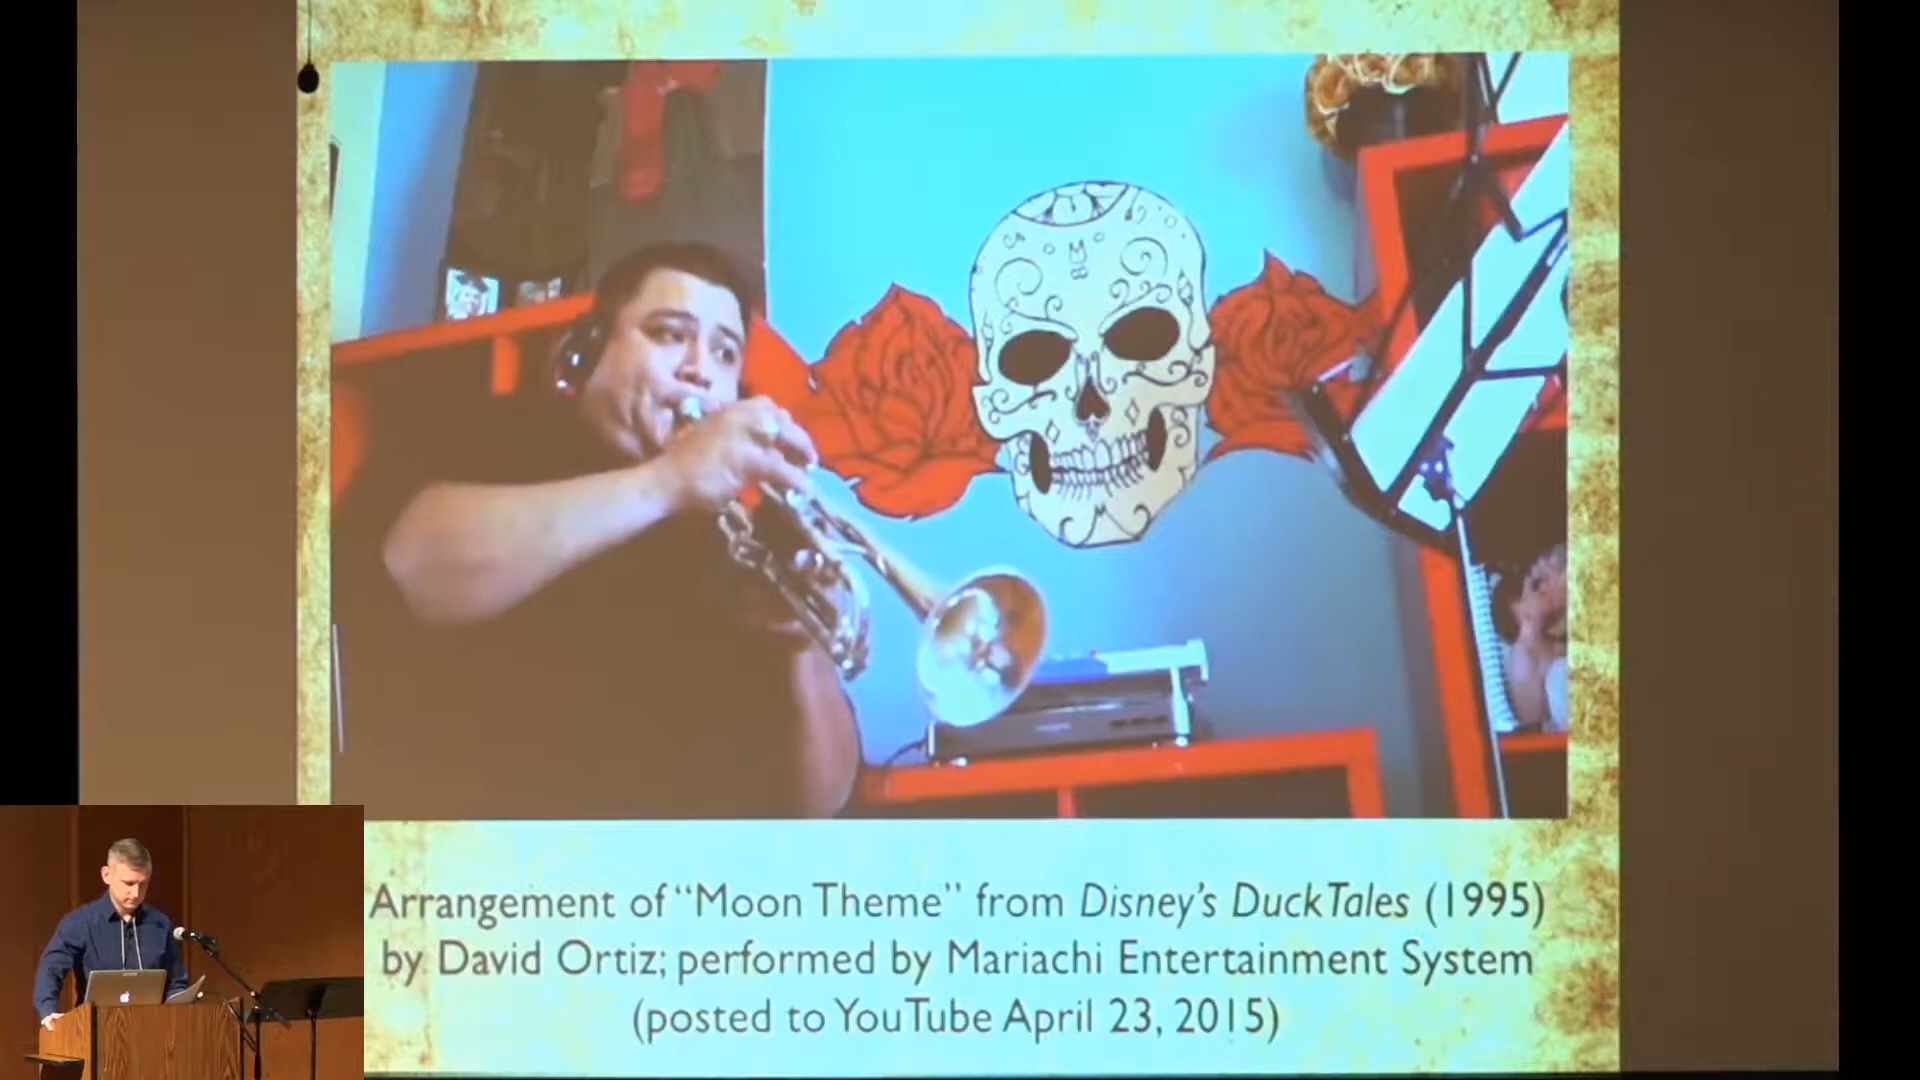 Arrangement of “Moon Theme” from Disney’s DuckTales (1995)
by David Ortiz; performed by Mariachi Entertainment System
(posted to YouTube April 23, 2015)